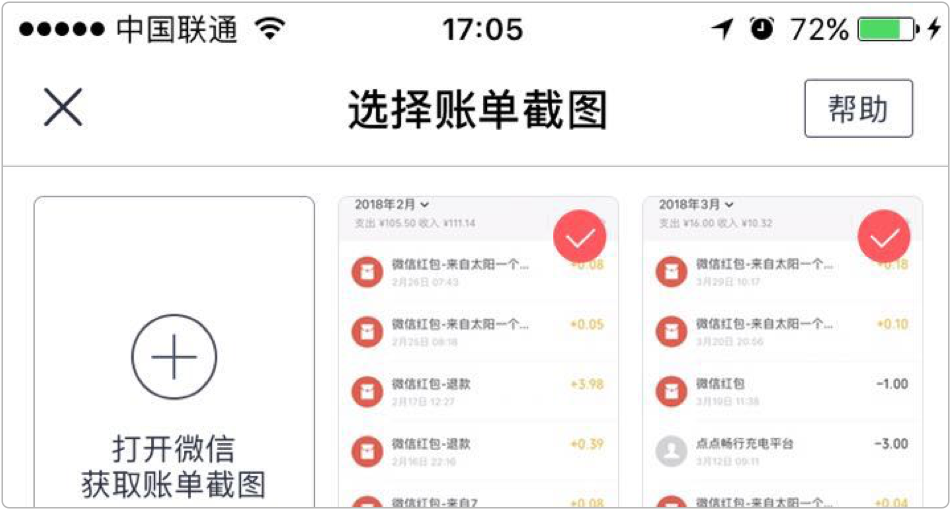 中国联通 17:05 72%
选择账单截图 帮助
打开微信
获取账单截图
2018年2月
支出 ¥105.50 收入 ¥111.14
微信红包-来自太阳一个... +0.08
2月26日 07:43
微信红包-来自太阳一个... +0.05
2月25日 08:18
微信红包-退款 +3.98
2月17日 12:27
微信红包-退款 +0.39
2月16日 22:16
微信红包-来自7 +0.08
2018年3月
支出 ¥16.00 收入 ¥10.32
微信红包-来自太阳一个... +0.18
3月29日 10:17
微信红包-来自太阳一个... +0.10
3月20日 20:56
微信红包 -1.00
3月19日 11:38
点点畅行充电平台 -3.00
3月12日 09:11
微信红包-来自太阳一个... +0.04